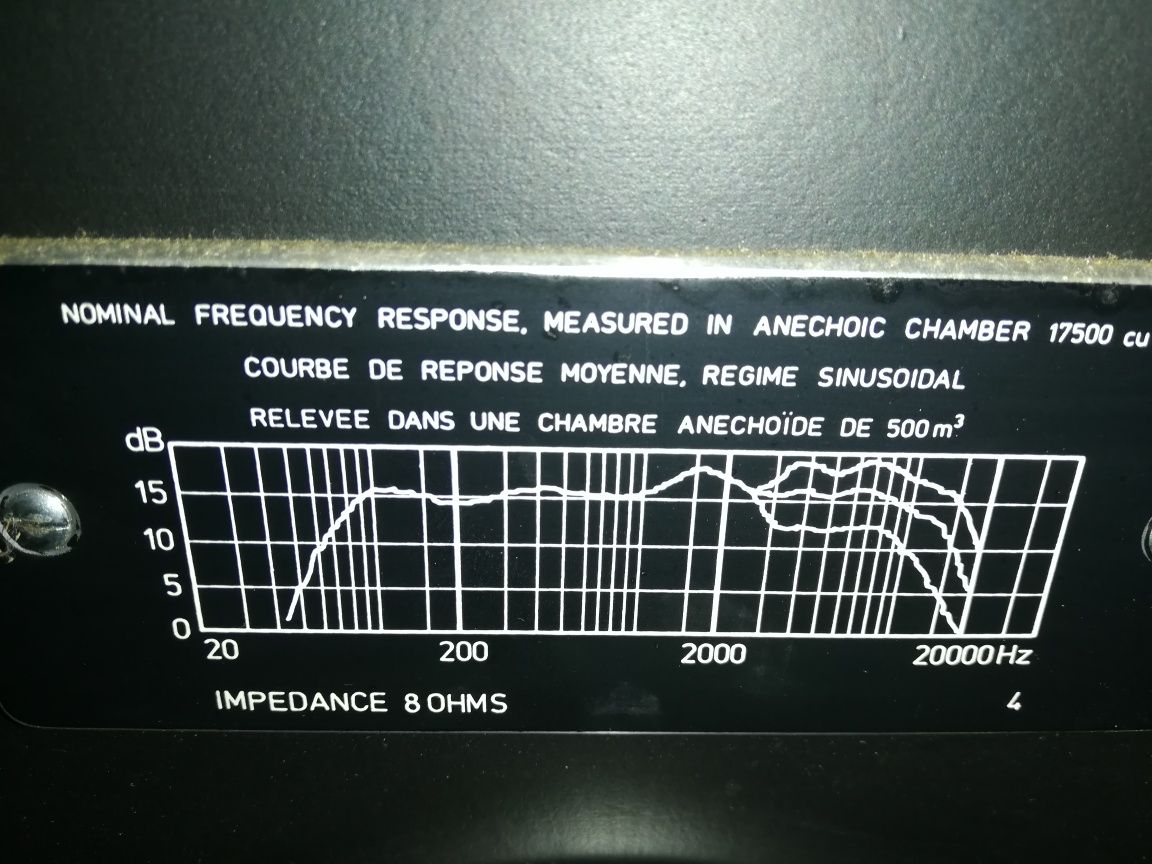 NOMINAL FREQUENCY RESPONSE, MEASURED IN ANECHOIC CHAMBER 17500 cu
COURBE DE REPONSE MOYENNE, REGIME SINUSOIDAL
RELEVEE DANS UNE CHAMBRE ANECHOÏDE DE 500m³
dB
15
10
5
0
20 200 2000 20000Hz
IMPEDANCE 8 OHMS 4